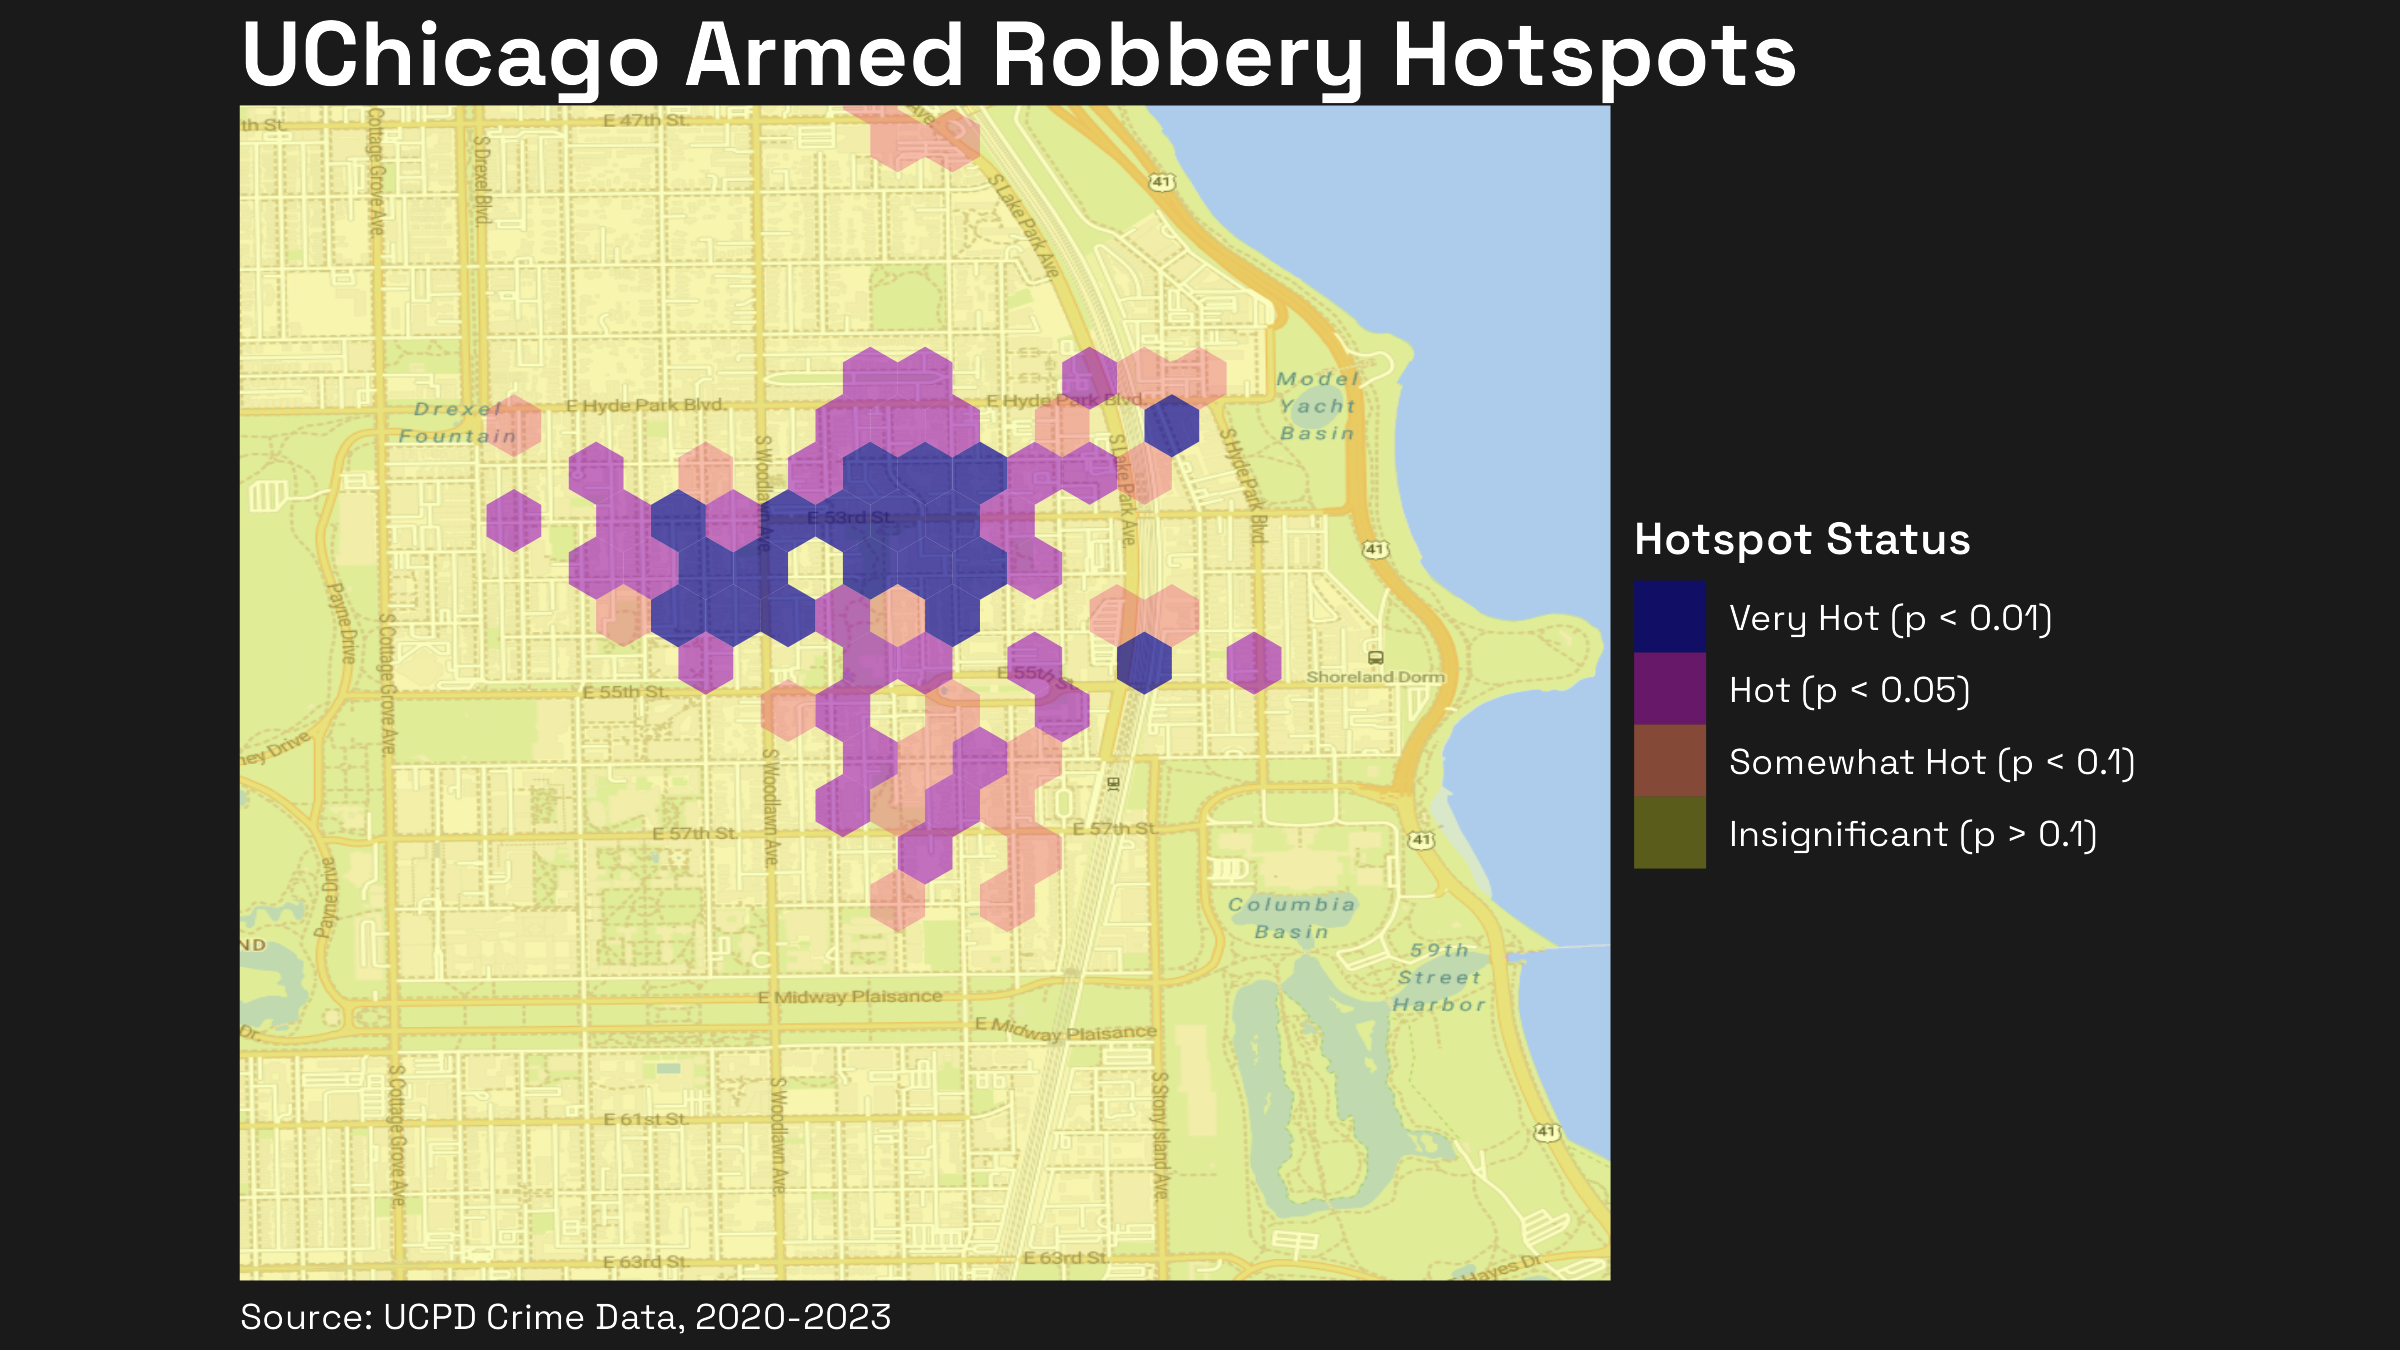 UChicago Armed Robbery Hotspots
th St.
E 47th St.
Ave.
Cottage Grove Ave.
S Drexel Blvd.
S Lake Park Ave.
41
Drexel
Fountain
E Hyde Park Blvd.
E Hyde Park Blvd.
Model
Yacht
Basin
S Woodlawn Ave.
S Lake Park Ave.
S Hyde Park Blvd.
E 53rd St.
41
Payne Drive
S Cottage Grove Ave.
E 55th St.
E 55th St.
Shoreland Dorm
ney Drive
S Woodlawn Ave.
E 57th St.
E 57th St.
41
Payne Drive
Columbia
Basin
ND
59th
Street
Harbor
E Midway Plaisance
E Midway Plaisance
Dr.
S Cottage Grove Ave.
S Woodlawn Ave.
S Stony Island Ave.
E 61st St.
41
E 63rd St.
E 63rd St.
Hayes Dr.
Hotspot Status
Very Hot (p < 0.01)
Hot (p < 0.05)
Somewhat Hot (p < 0.1)
Insignificant (p > 0.1)
Source: UCPD Crime Data, 2020-2023